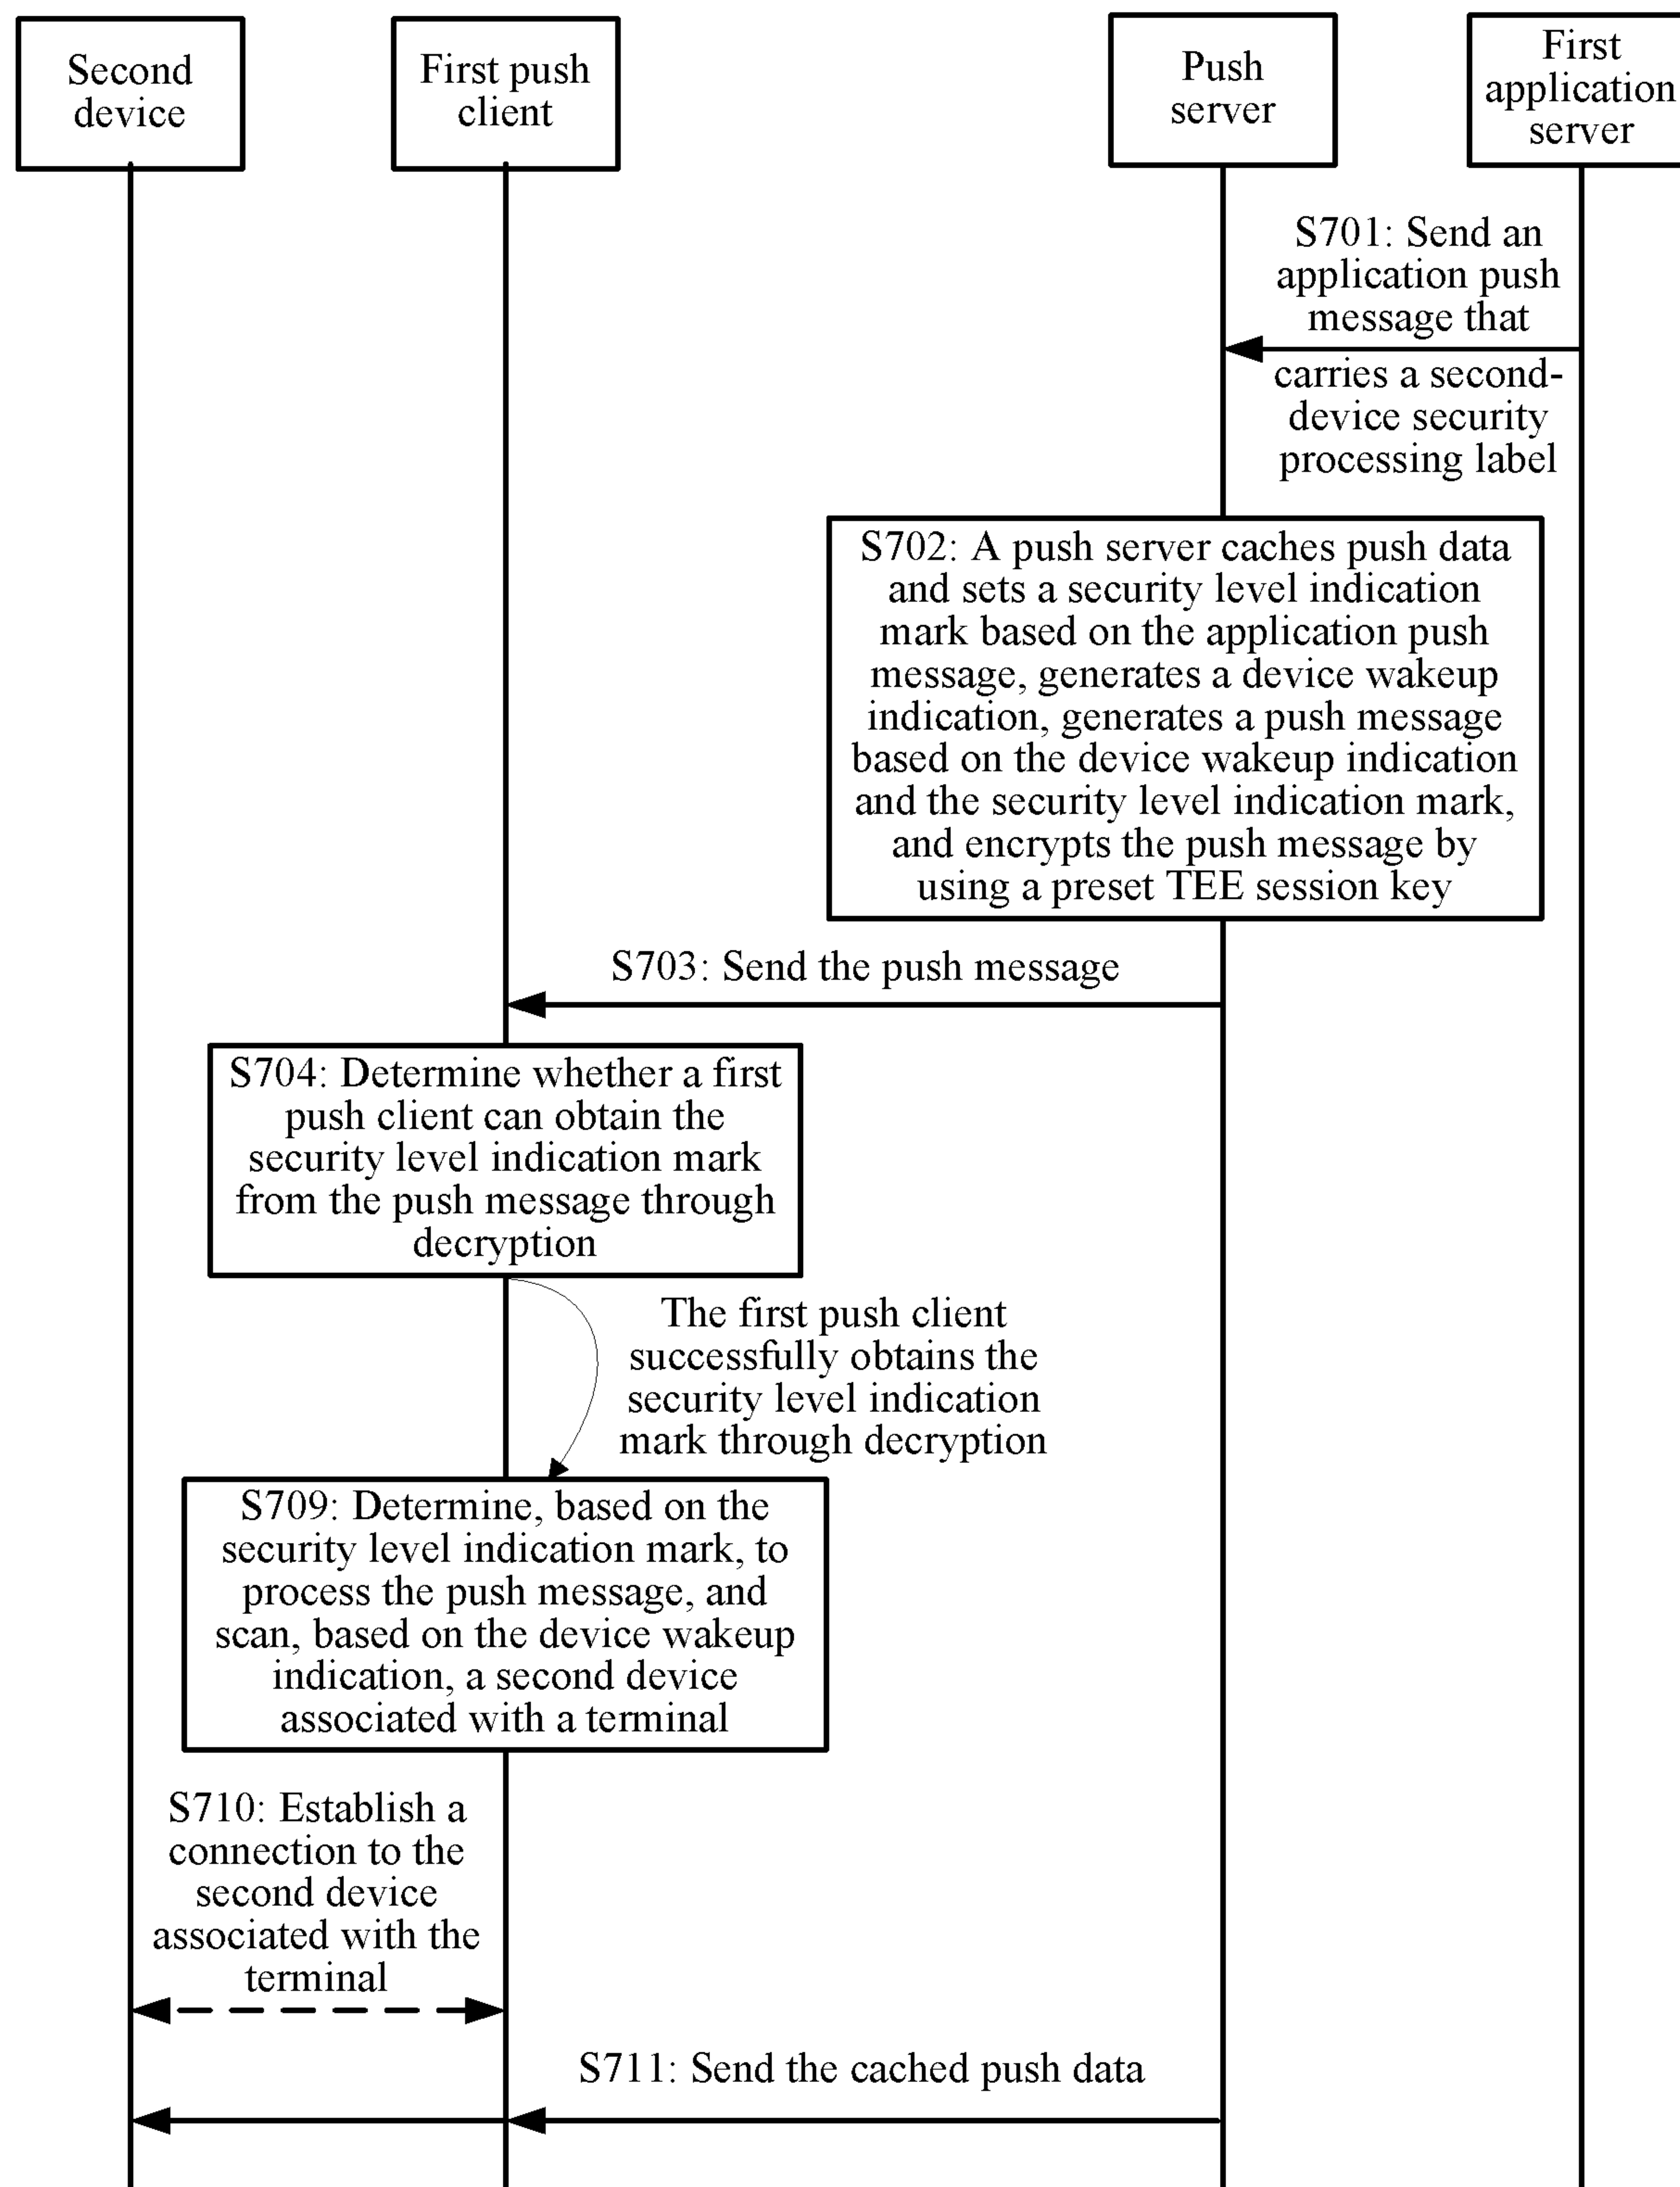 Second
device
First push
client
Push
server
First
application
server
S701: Send an
application push
message that
carries a second-
device security
processing label
S702: A push server caches push data
and sets a security level indication
mark based on the application push
message, generates a device wakeup
indication, generates a push message
based on the device wakeup indication
and the security level indication mark,
and encrypts the push message by
using a preset TEE session key
S703: Send the push message
S704: Determine whether a first
push client can obtain the
security level indication mark
from the push message through
decryption
The first push client
successfully obtains the
security level indication
mark through decryption
S709: Determine, based on the
security level indication mark, to
process the push message, and
scan, based on the device wakeup
indication, a second device
associated with a terminal
S710: Establish a
connection to the
second device
associated with the
terminal
S711: Send the cached push data